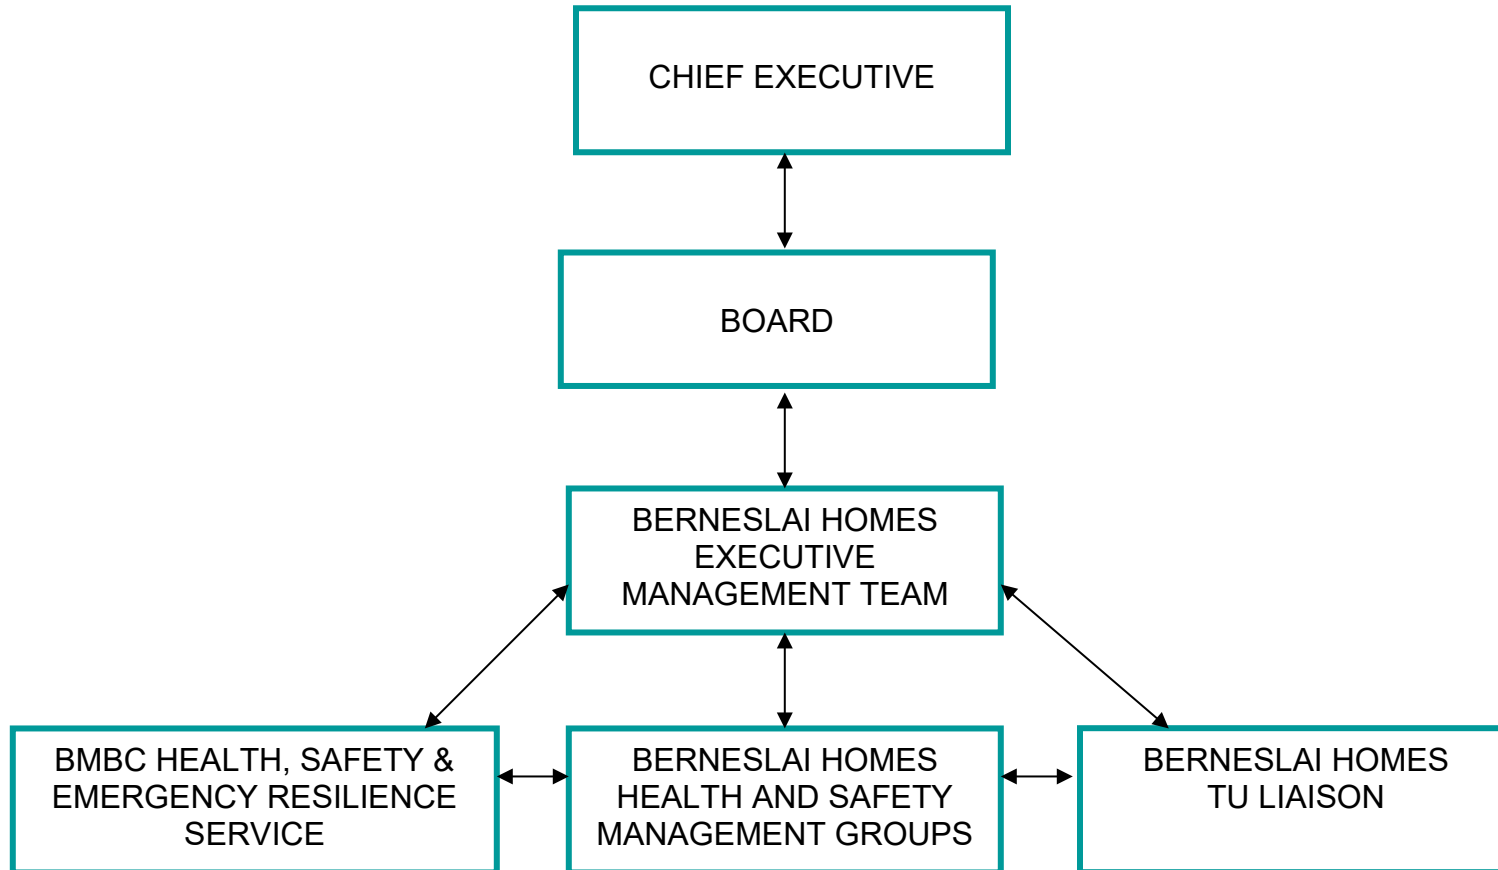 CHIEF EXECUTIVE
BOARD
BERNESLAI HOMES
EXECUTIVE
MANAGEMENT TEAM
BMBC HEALTH, SAFETY &
EMERGENCY RESILIENCE
SERVICE
BERNESLAI HOMES
HEALTH AND SAFETY
MANAGEMENT GROUPS
BERNESLAI HOMES
TU LIAISON